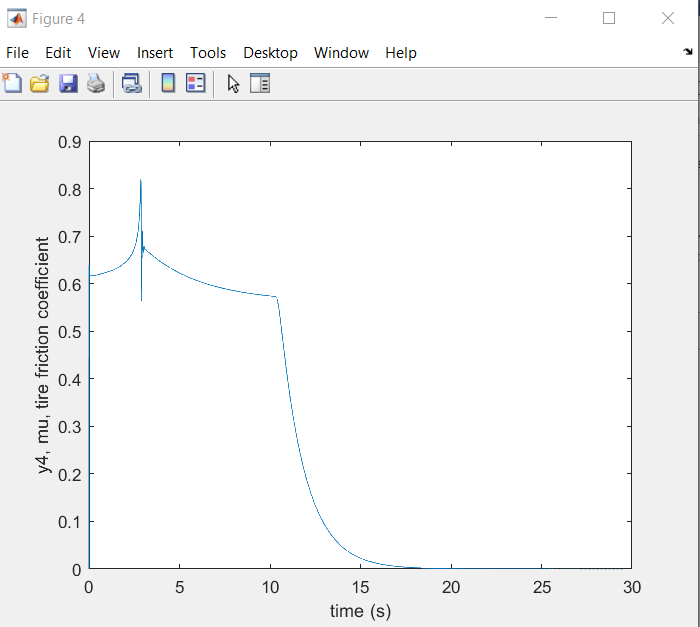 Figure 4
File Edit View Insert Tools Desktop Window Help
0.9
0.8
0.7
0.6
0.5
0.4
0.3
0.2
0.1
0
y4, mu, tire friction coefficient
0 5 10 15 20 25 30
time (s)